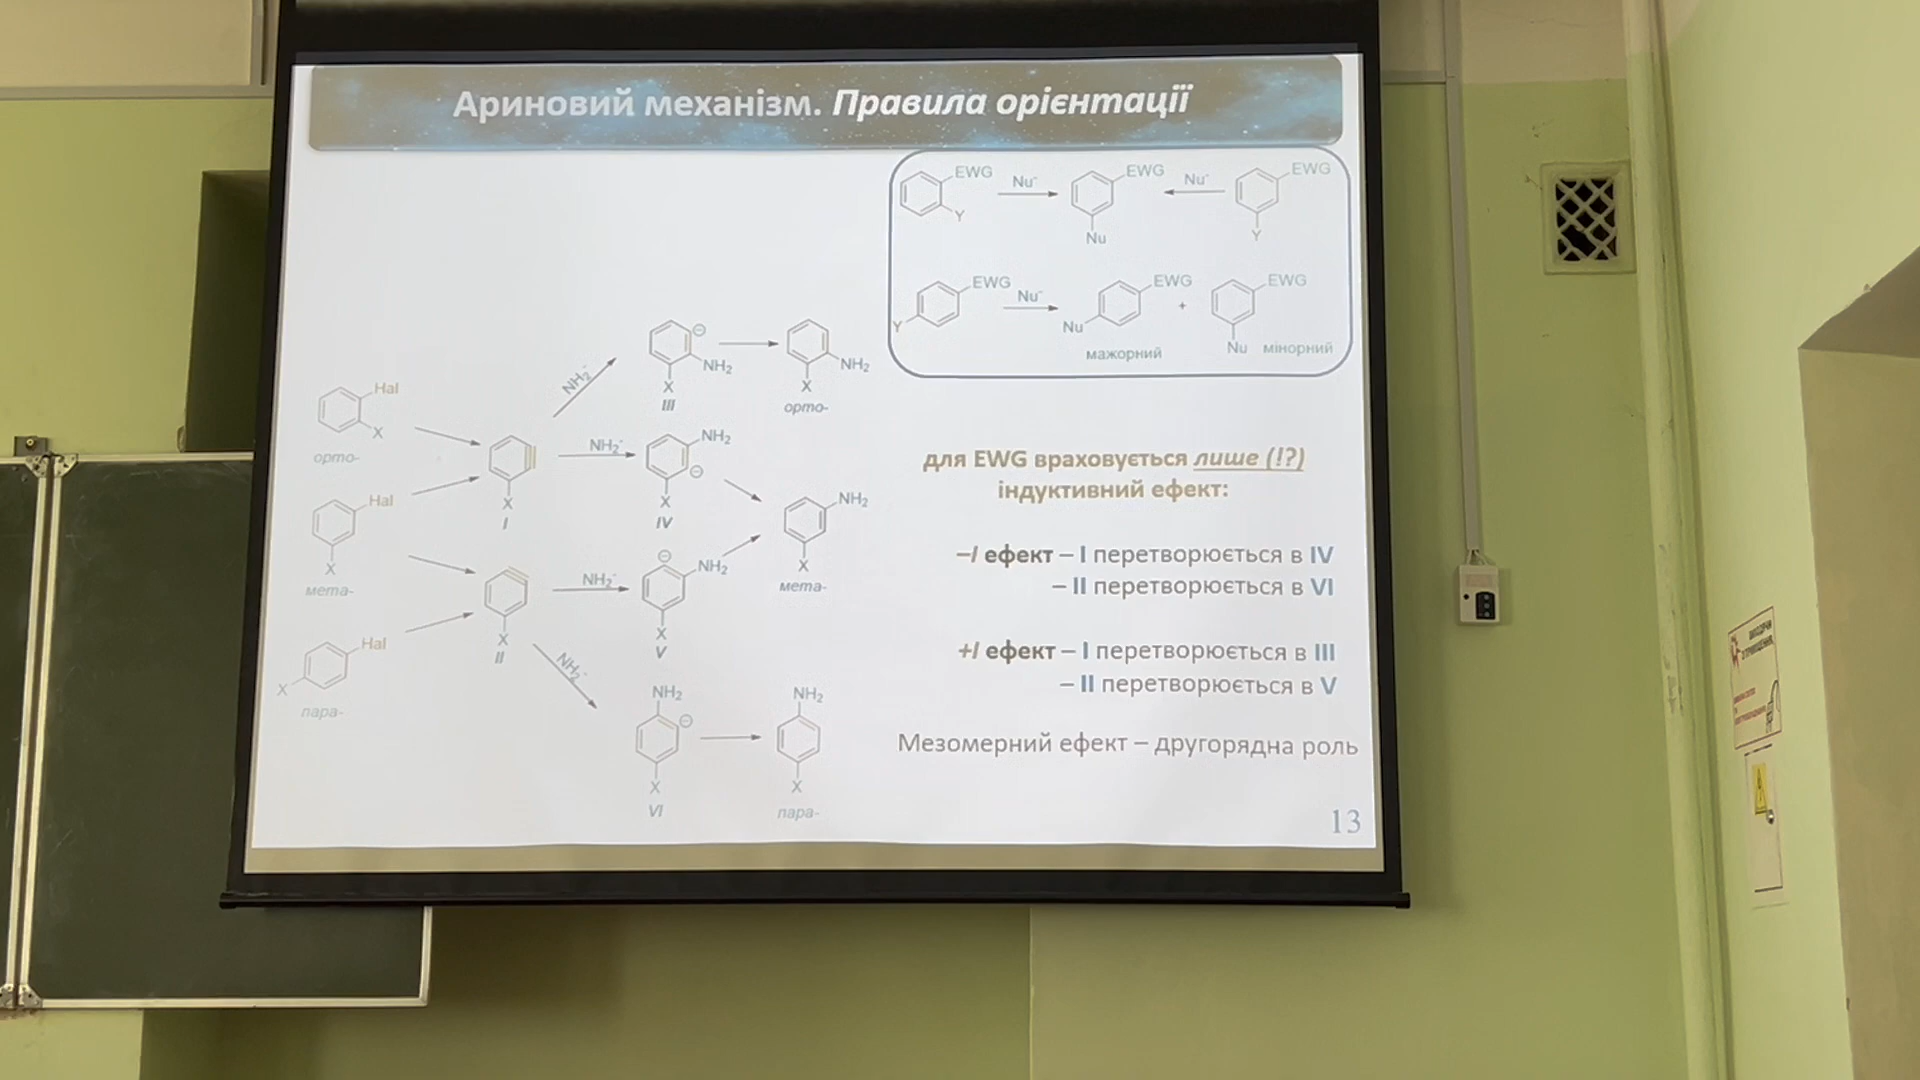 Ариновий механізм. Правила орієнтації
EWG Nu⁻ EWG Nu⁻ EWG
Y Nu Y
EWG Nu⁻ EWG + EWG
Y Nu Nu
мажорний мінорний
Hal
X
орто-
Hal
X
мета-
Hal
X
пара-
X
I
X
II
NH₂⁻
NH₂⁻
NH₂⁻
NH₂⁻
⊖
NH₂
X
III
NH₂
X
орто-
NH₂
⊖
X
IV
⊖
NH₂
X
V
NH₂
X
мета-
NH₂
⊖
X
VI
NH₂
X
пара-
для EWG враховується лише (!?)
індуктивний ефект:
–I ефект – I перетворюється в IV
– II перетворюється в VI
+I ефект – I перетворюється в III
– II перетворюється в V
Мезомерний ефект – другорядна роль
13